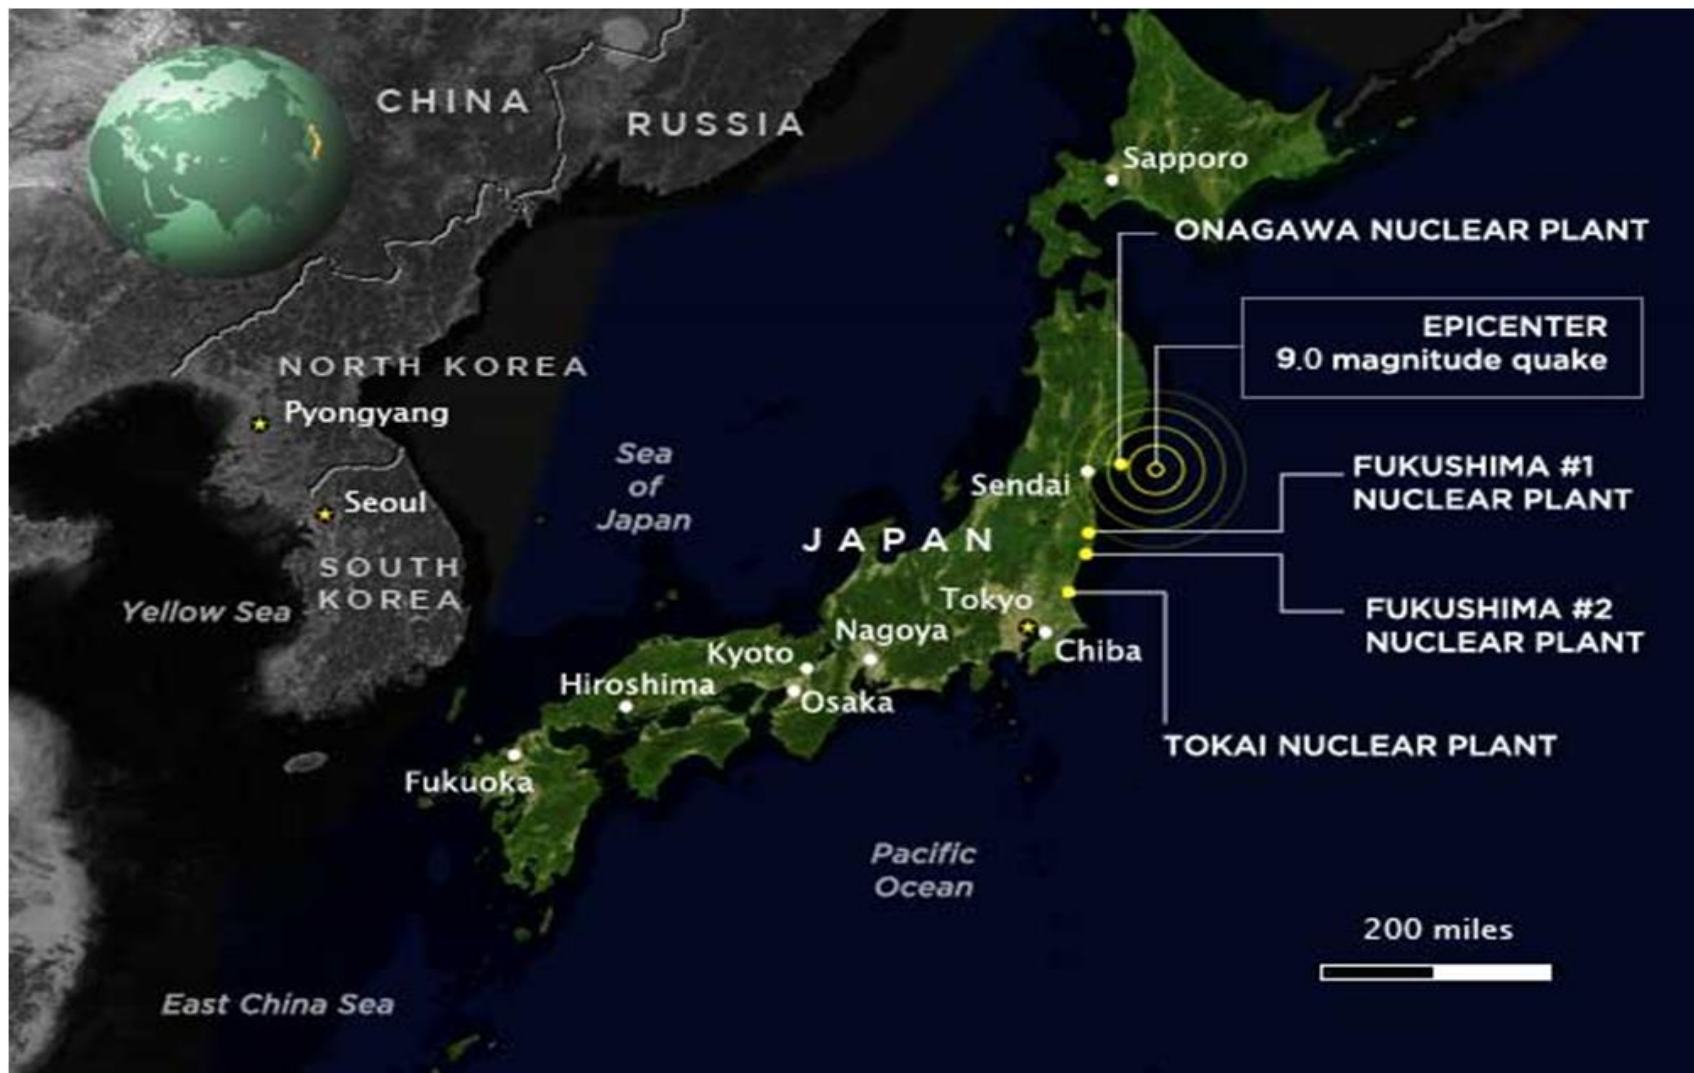 CHINA
RUSSIA
Sapporo
ONAGAWA NUCLEAR PLANT
EPICENTER
9.0 magnitude quake
NORTH KOREA
Pyongyang
Sea
of
Japan
Sendai
FUKUSHIMA #1
NUCLEAR PLANT
Seoul
JAPAN
SOUTH
KOREA
Yellow Sea
Tokyo
FUKUSHIMA #2
NUCLEAR PLANT
Nagoya
Kyoto
Chiba
Hiroshima
Osaka
TOKAI NUCLEAR PLANT
Fukuoka
Pacific
Ocean
200 miles
East China Sea